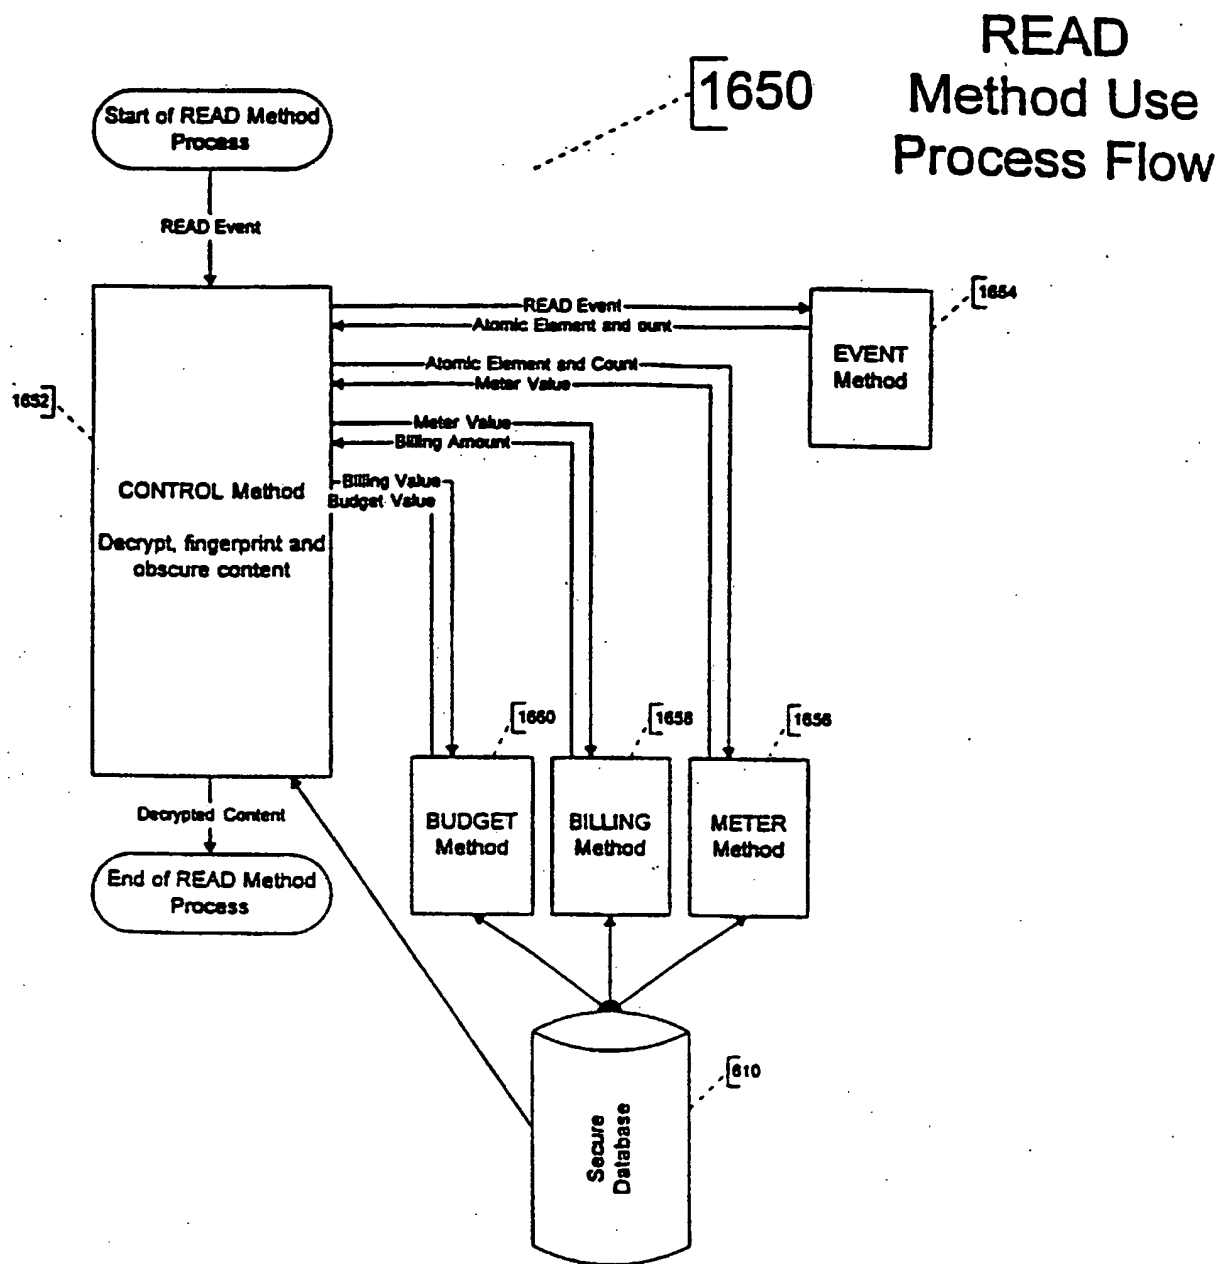 READ
Method Use
Process Flow
1650
Start of READ Method
Process
READ Event
READ Event
Atomic Element and ount
1654
EVENT
Method
Atomic Element and Count
Meter Value
1652
Meter Value
Billing Amount
Billing Value
Budget Value
CONTROL Method
Decrypt, fingerprint and
obscure content
1660
1658
1656
BUDGET
Method
BILLING
Method
METER
Method
Decrypted Content
End of READ Method
Process
610
Secure
Database